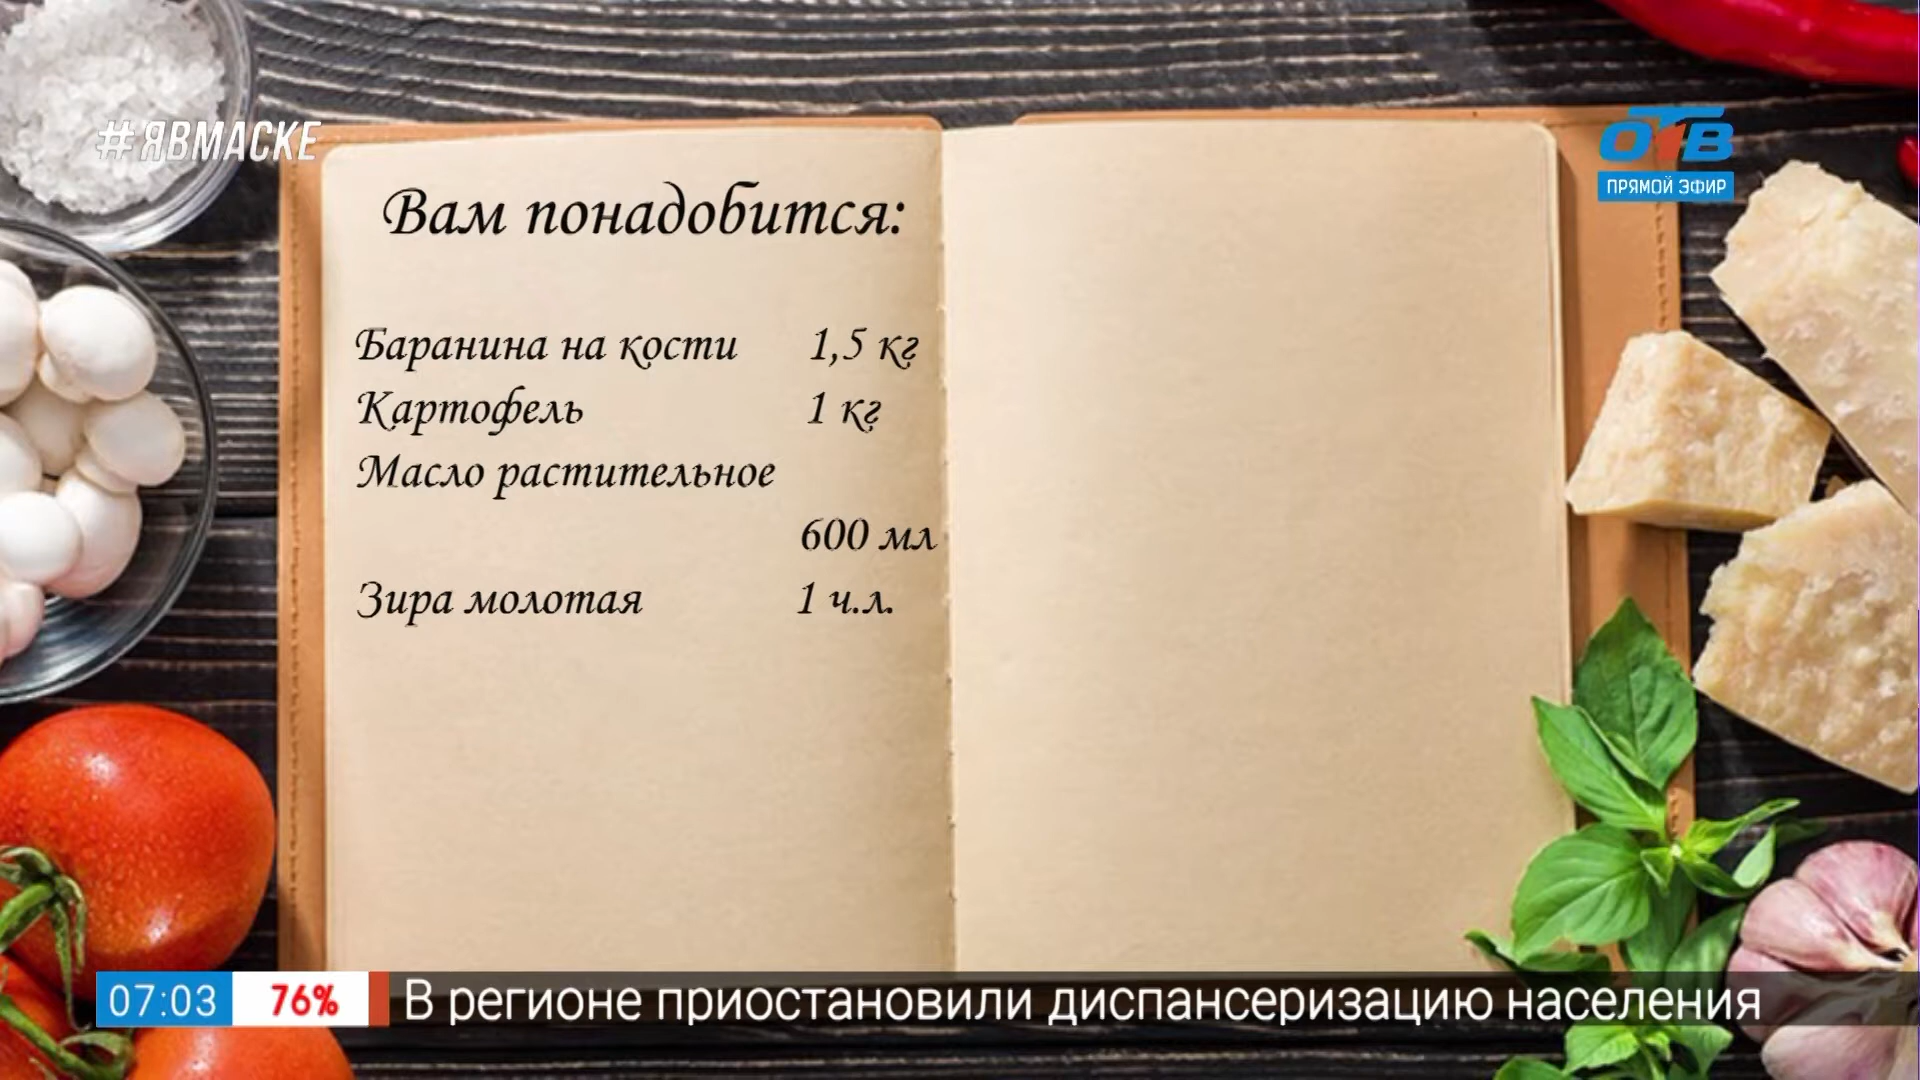 #ЯВМАСКЕ
ОТВ
ПРЯМОЙ ЭФИР
Вам понадобится:
Баранина на кости 1,5 кг
Картофель 1 кг
Масло растительное
600 мл
Зира молотая 1 ч.л.
07:03 76% В регионе приостановили диспансеризацию населения